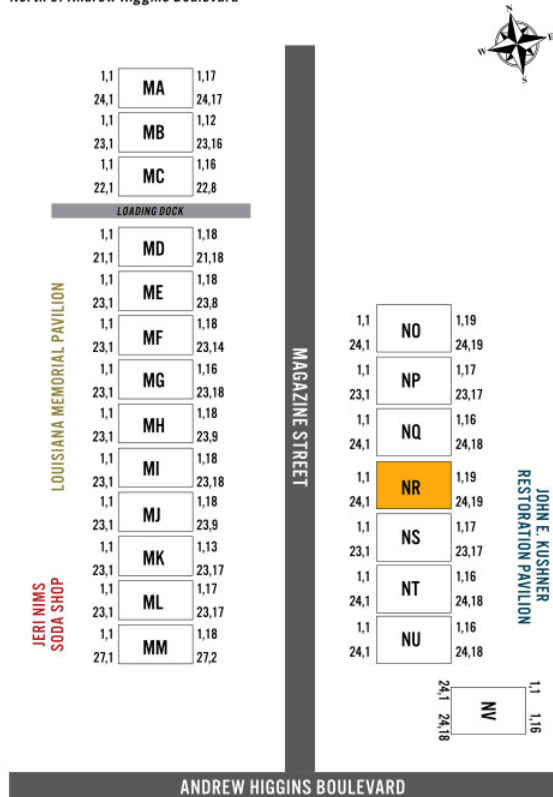 North of Andrew Higgins Boulevard
N
W E
S
1,1 1,17
MA
24,1 24,17
1,1 1,12
MB
23,1 23,16
1,1 1,16
MC
22,1 22,8
LOADING DOCK
1,1 1,18
MD
21,1 21,18
1,1 1,18
ME
23,1 23,8
1,1 1,18
MF
23,1 23,14
1,1 1,16
MG
23,1 23,18
1,1 1,18
MH
23,1 23,9
1,1 1,18
MI
23,1 23,18
1,1 1,18
MJ
23,1 23,9
1,1 1,13
MK
23,1 23,17
1,1 1,17
ML
23,1 23,17
1,1 1,18
MM
27,1 27,2
LOUISIANA MEMORIAL PAVILION
JERI NIMS
SODA SHOP
MAGAZINE STREET
1,1 1,19
NO
24,1 24,19
1,1 1,17
NP
23,1 23,17
1,1 1,16
NQ
24,1 24,18
1,1 1,19
NR
24,1 24,19
1,1 1,17
NS
23,1 23,17
1,1 1,16
NT
24,1 24,18
1,1 1,16
NU
24,1 24,18
JOHN E. KUSHNER
RESTORATION PAVILION
1,1 1,16
NV
24,1 24,18
ANDREW HIGGINS BOULEVARD